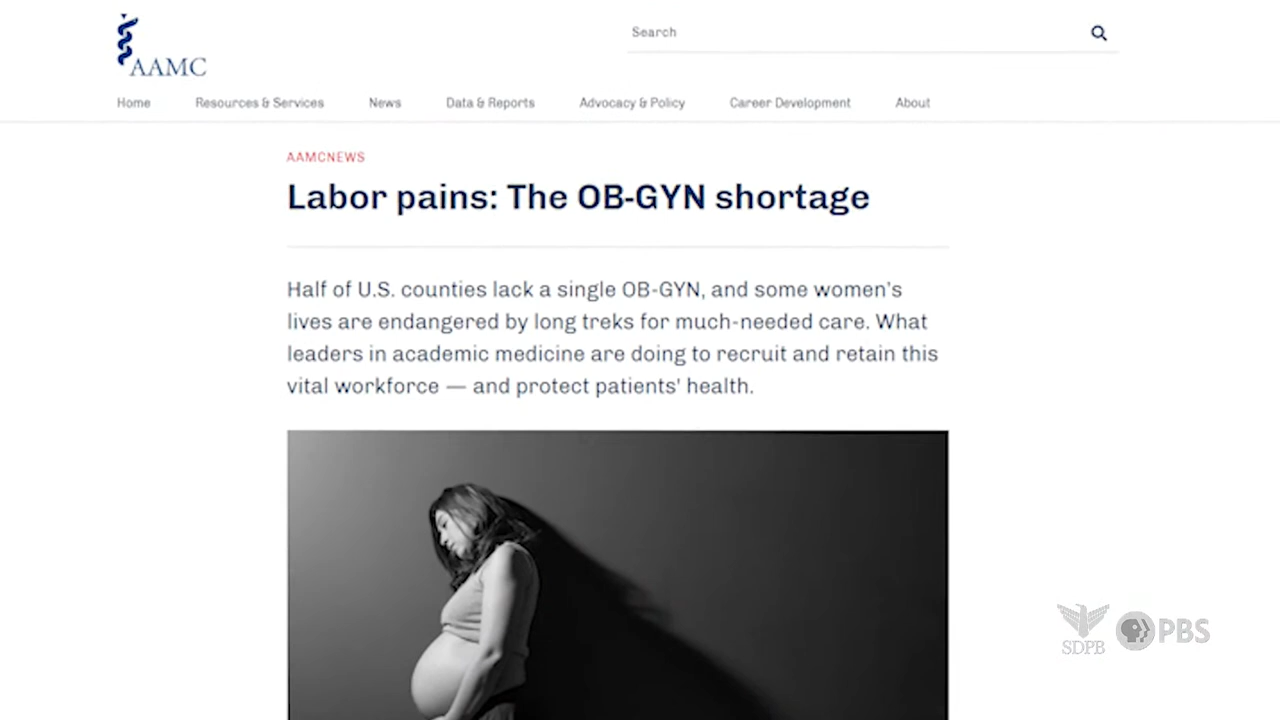 AAMC
Search
Home Resources & Services News Data & Reports Advocacy & Policy Career Development About
AAMCNEWS
Labor pains: The OB-GYN shortage
Half of U.S. counties lack a single OB-GYN, and some women's
lives are endangered by long treks for much-needed care. What
leaders in academic medicine are doing to recruit and retain this
vital workforce — and protect patients' health.
SDPB PBS